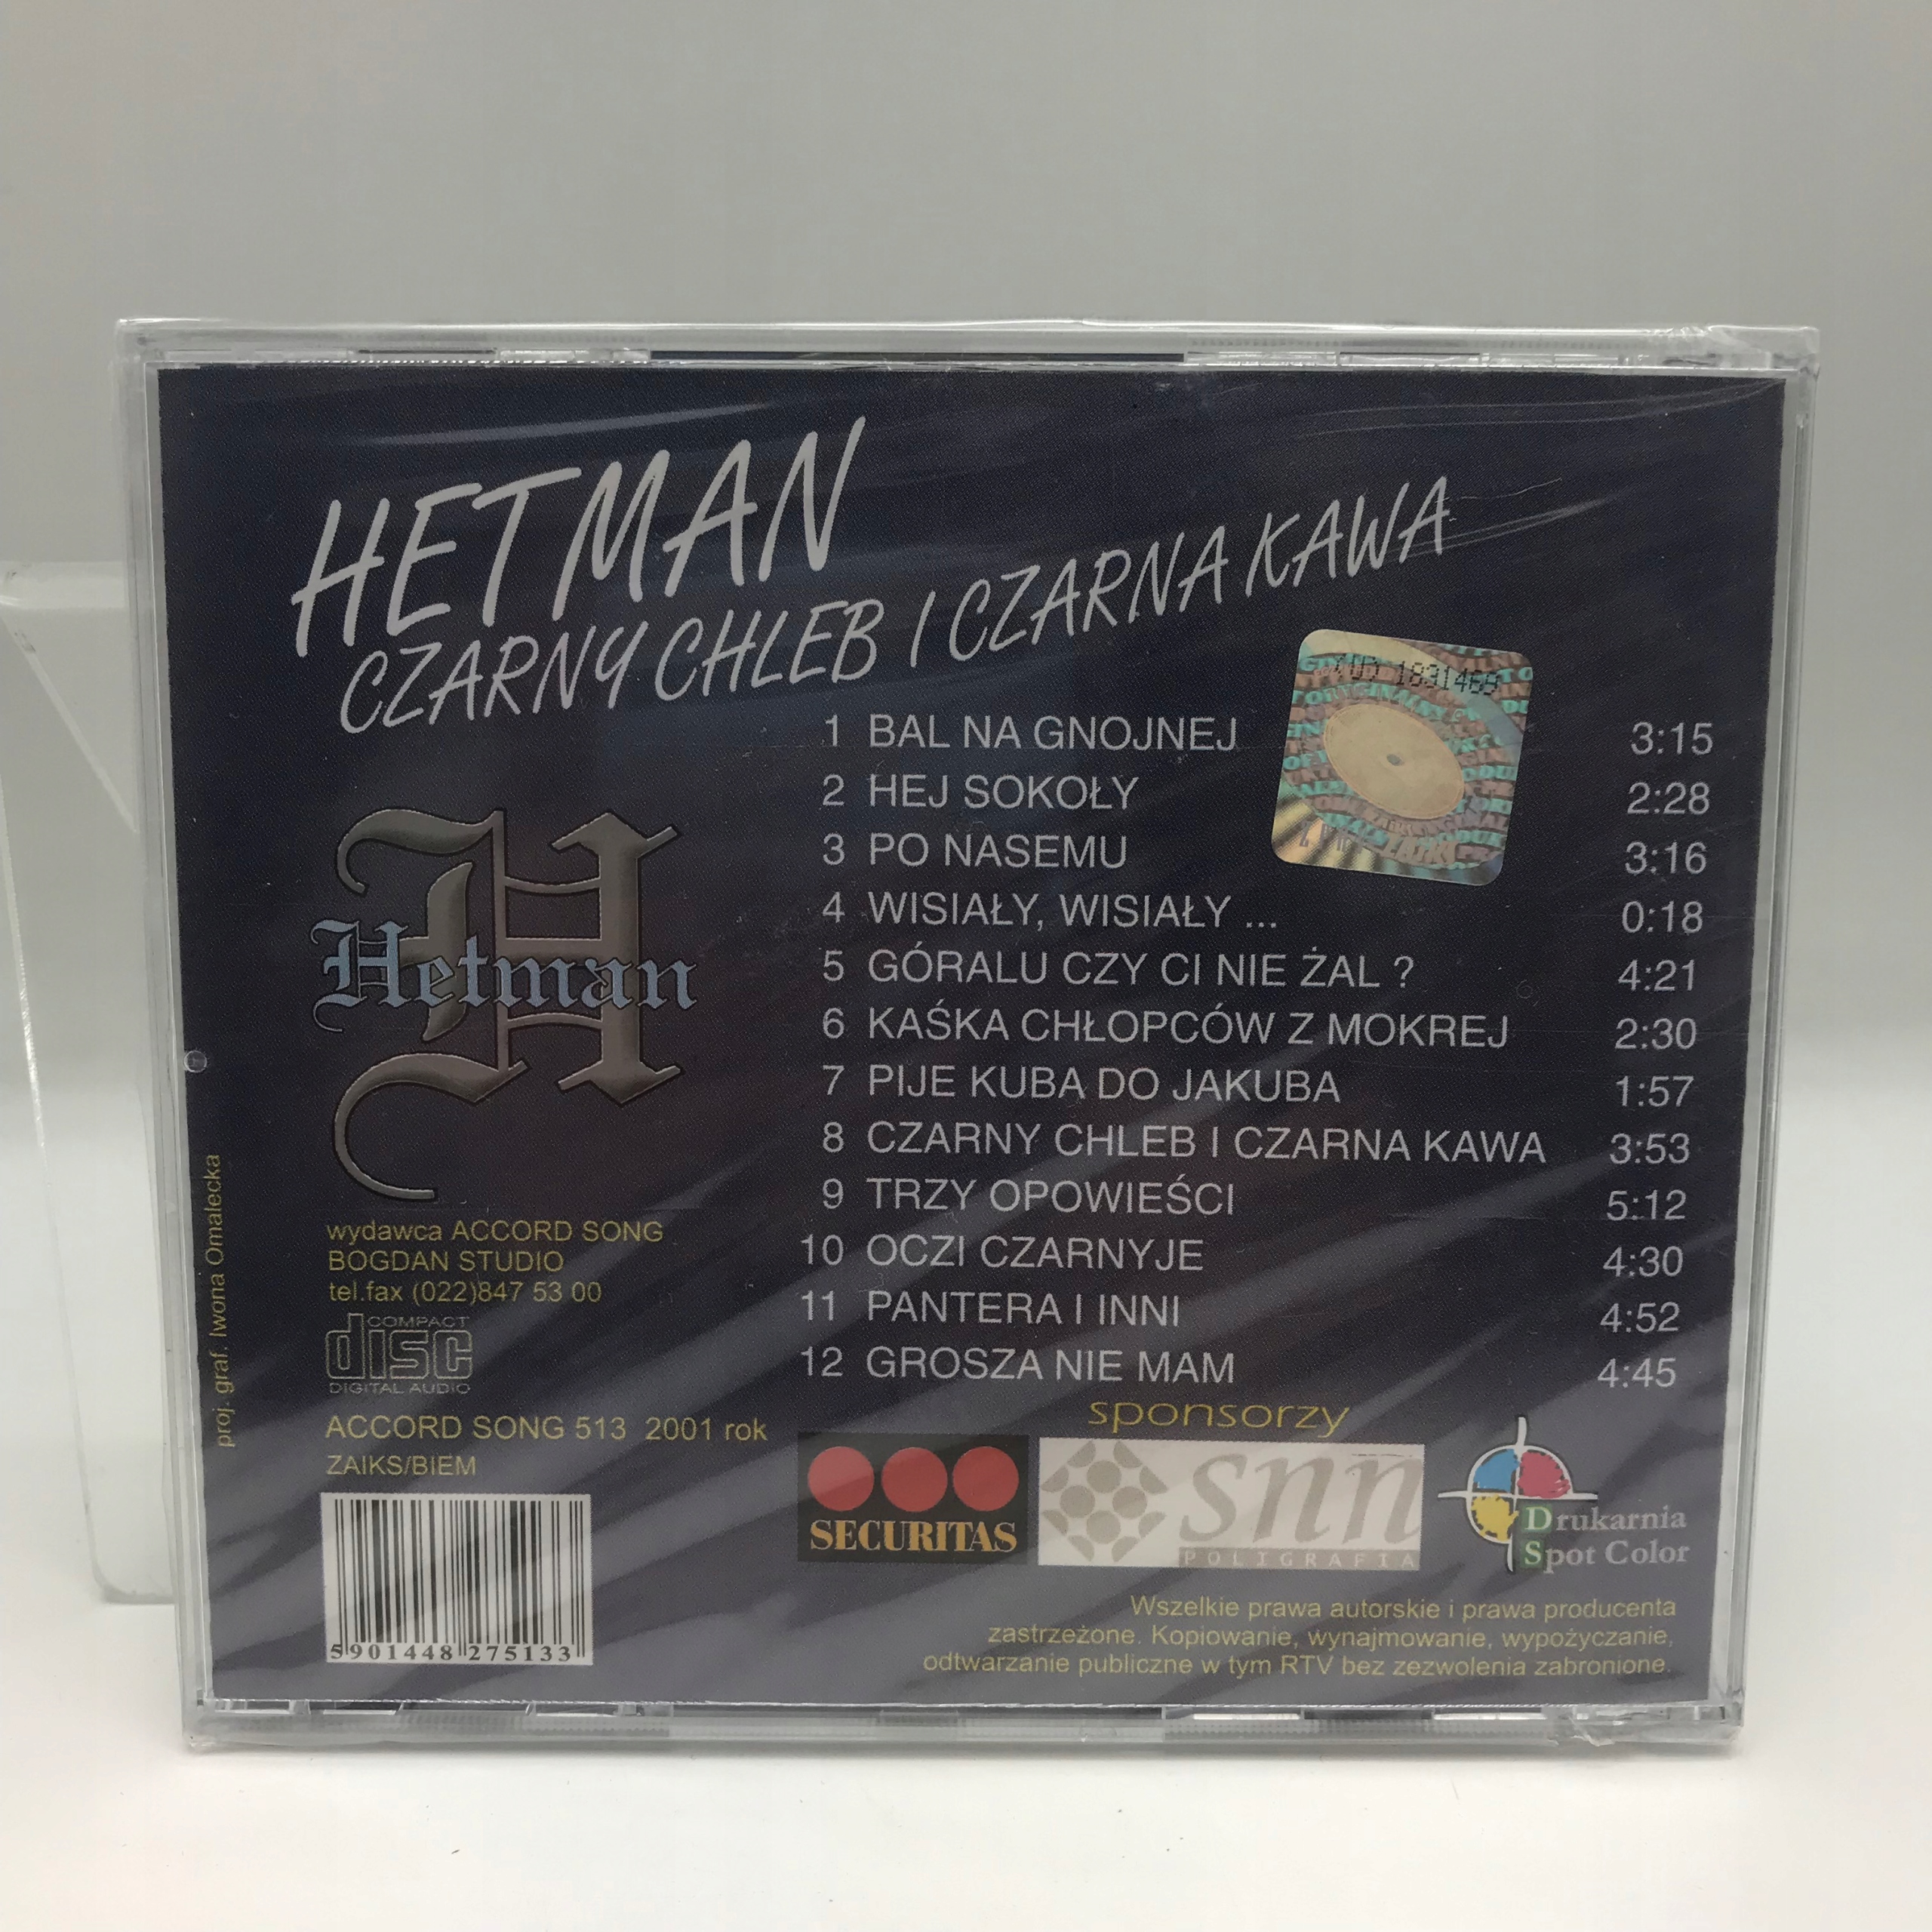 HETMAN
CZARNY CHLEB I CZARNA KAWA
(U) 1831469
1 BAL NA GNOJNEJ 3:15
2 HEJ SOKOŁY 2:28
3 PO NASEMU 3:16
4 WISIAŁY, WISIAŁY ... 0:18
5 GÓRALU CZY CI NIE ŻAL ? 4:21
6 KAŚKA CHŁOPCÓW Z MOKREJ 2:30
7 PIJE KUBA DO JAKUBA 1:57
8 CZARNY CHLEB I CZARNA KAWA 3:53
9 TRZY OPOWIEŚCI 5:12
10 OCZI CZARNYJE 4:30
11 PANTERA I INNI 4:52
12 GROSZA NIE MAM 4:45
H
Hetman
proj. graf. Iwona Omałecka
wydawca ACCORD SONG
BOGDAN STUDIO
tel.fax (022)847 53 00
COMPACT
disc
DIGITAL AUDIO
ACCORD SONG 513 2001 rok
ZAIKS/BIEM
5901448275133
sponsorzy
SECURITAS
snn
POLIGRAFIA
Drukarnia
Spot Color
Wszelkie prawa autorskie i prawa producenta
zastrzeżone. Kopiowanie, wynajmowanie, wypożyczanie,
odtwarzanie publiczne w tym RTV bez zezwolenia zabronione.